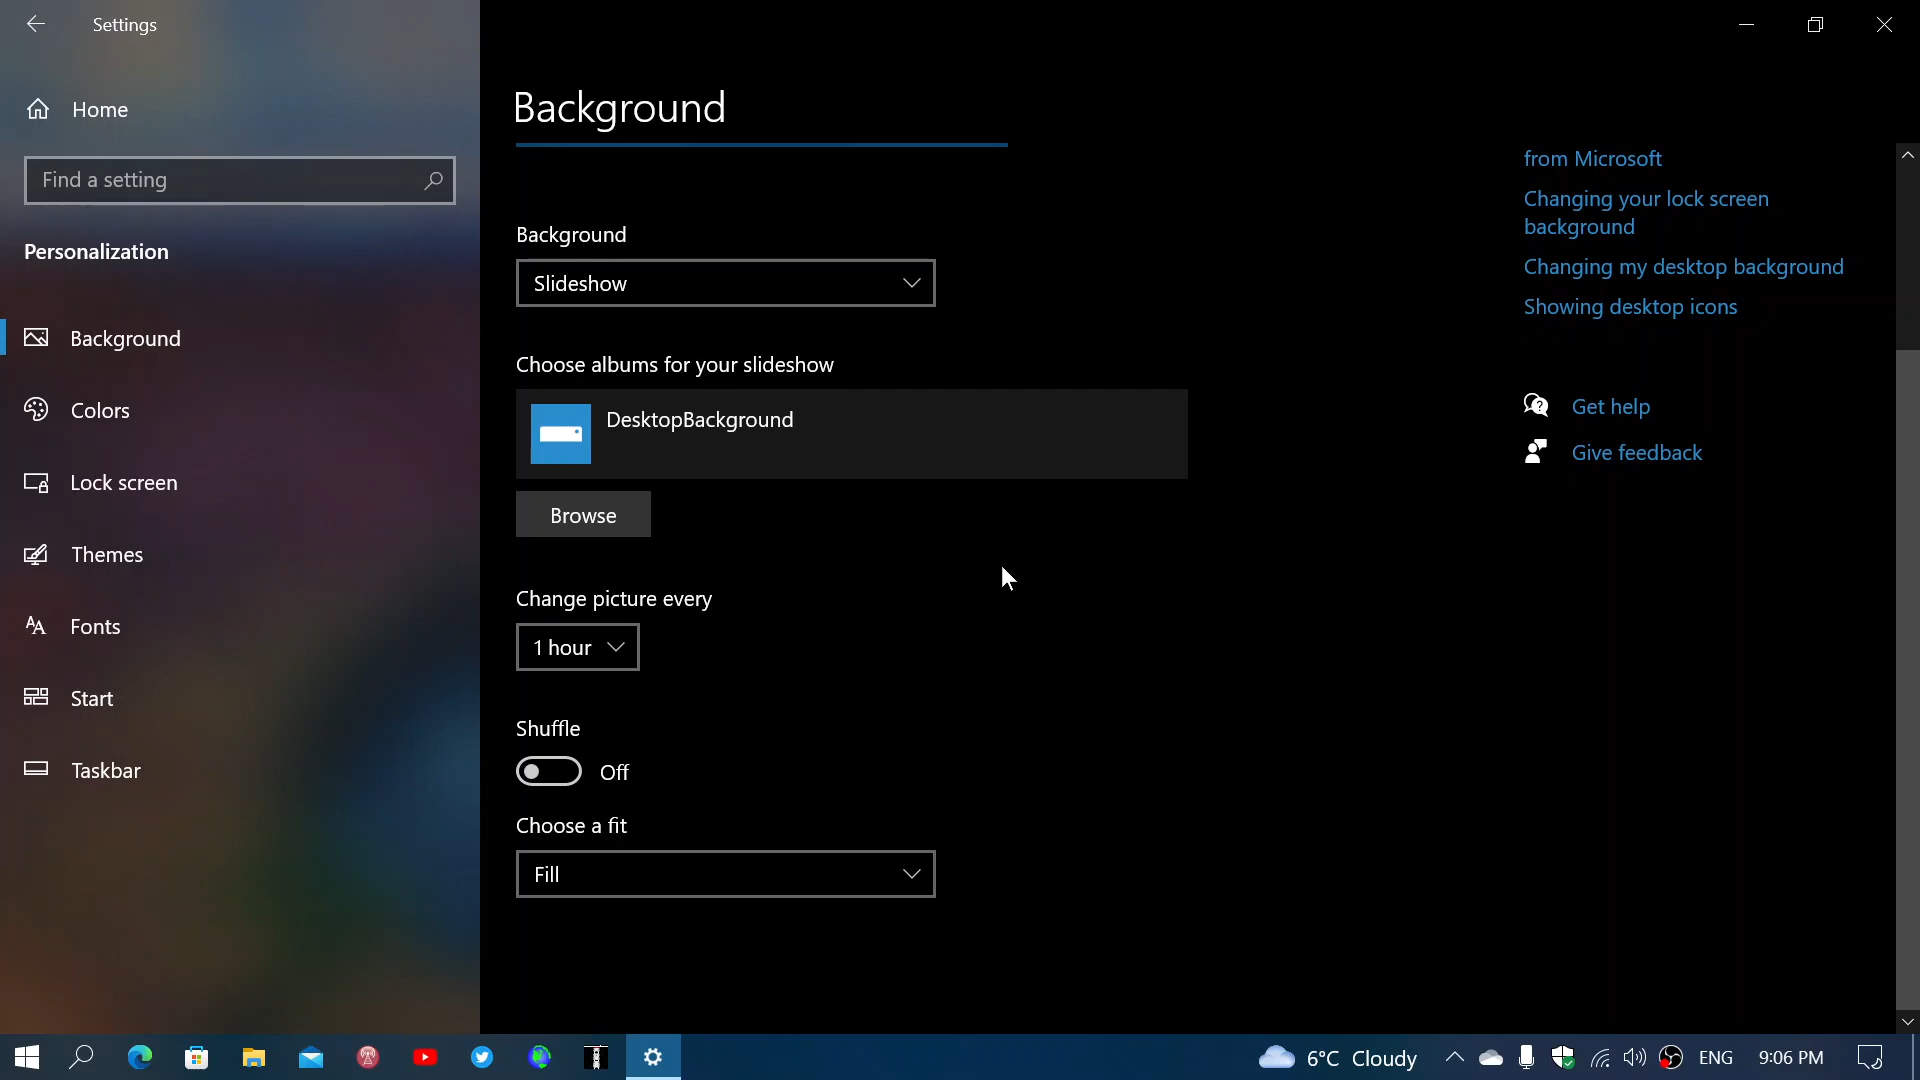 Settings
Home
Find a setting
Personalization
Background
Colors
Lock screen
Themes
Fonts
Start
Taskbar
Background
Background
Slideshow
Choose albums for your slideshow
DesktopBackground
Browse
Change picture every
1 hour
Shuffle
Off
Choose a fit
Fill
from Microsoft
Changing your lock screen
background
Changing my desktop background
Showing desktop icons
Get help
Give feedback
6°C Cloudy
ENG
9:06 PM